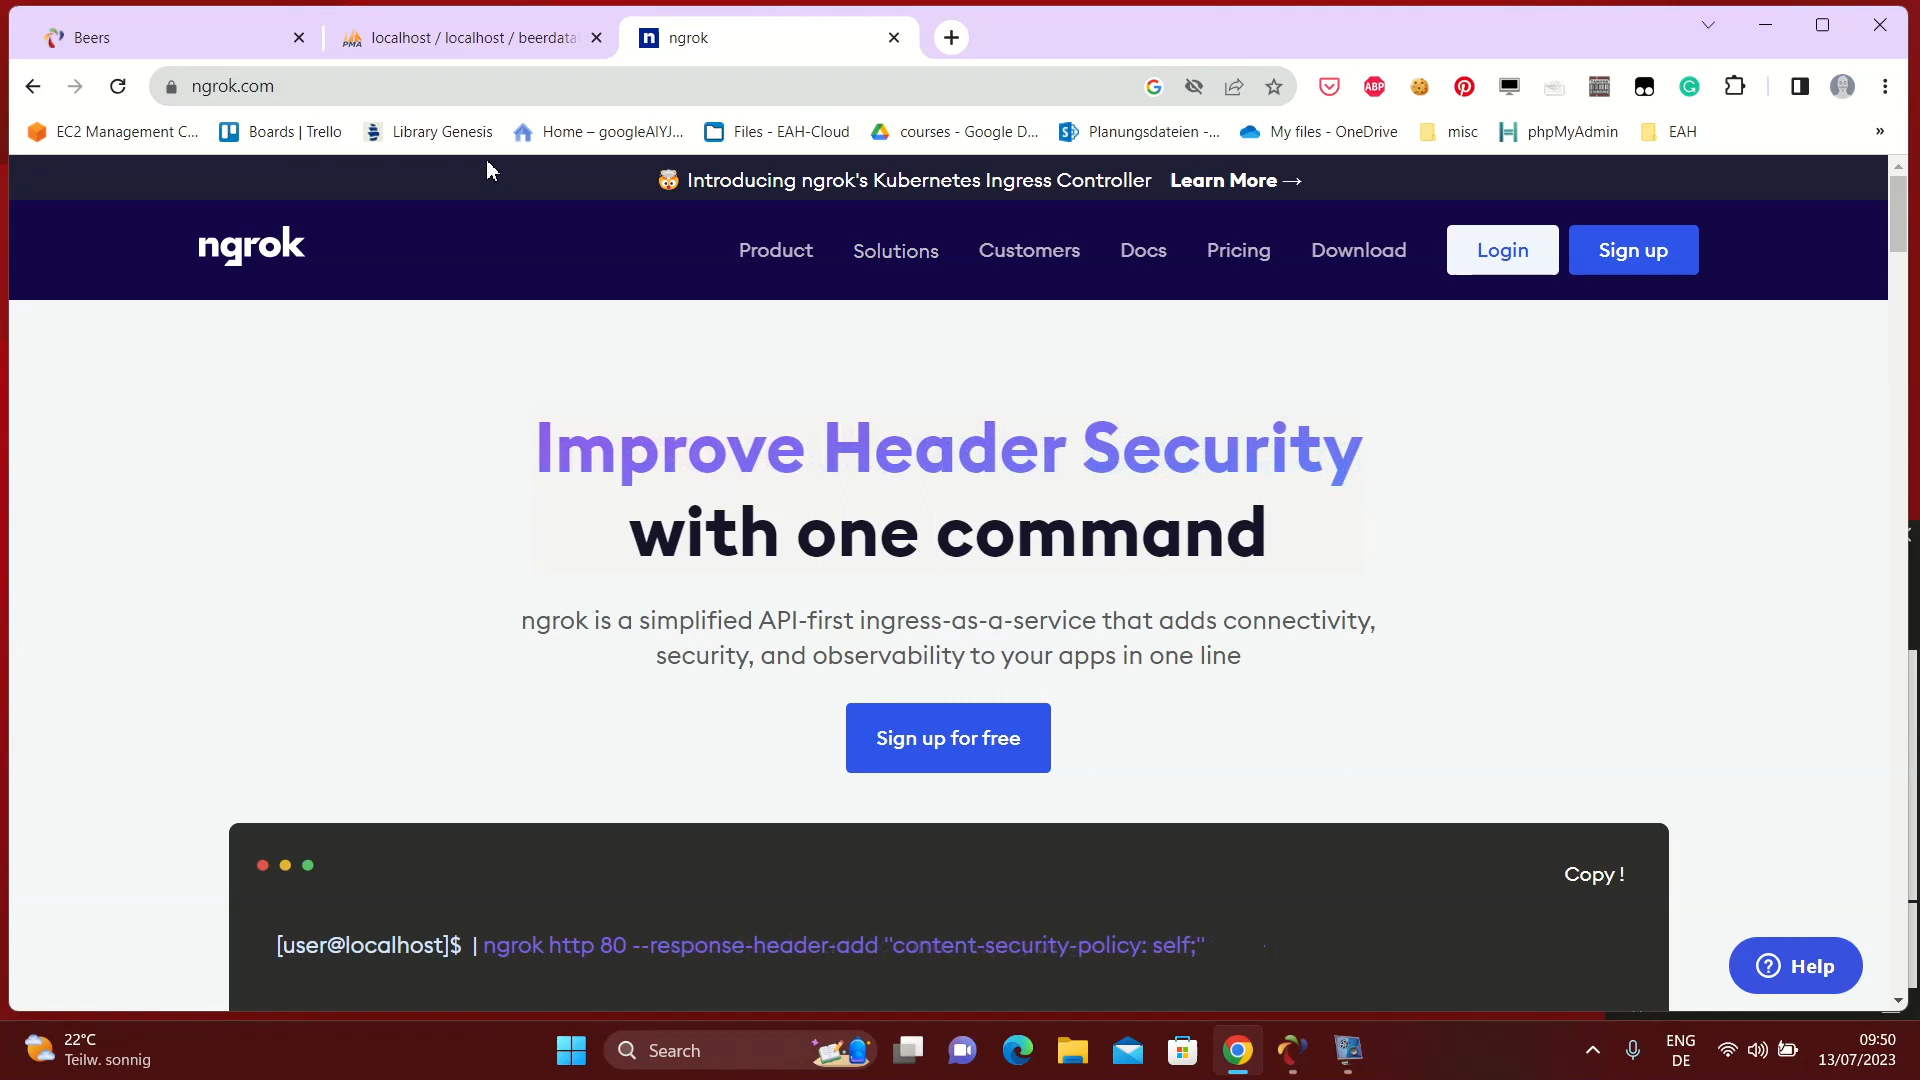 Beers
localhost / localhost / beerdata
ngrok
ngrok.com
EC2 Management C...
Boards | Trello
Library Genesis
Home – googleAIYJ...
Files - EAH-Cloud
courses - Google D...
Planungsdateien -...
My files - OneDrive
misc
phpMyAdmin
EAH
»
🤯 Introducing ngrok's Kubernetes Ingress Controller Learn More →
ngrok
Product
Solutions
Customers
Docs
Pricing
Download
Login
Sign up
Improve Header Security
with one command
ngrok is a simplified API-first ingress-as-a-service that adds connectivity,
security, and observability to your apps in one line
Sign up for free
Copy !
[user@localhost]$ | ngrok http 80 --response-header-add "content-security-policy: self;"
Help
22°C
Teilw. sonnig
Search
ENG
DE
09:50
13/07/2023